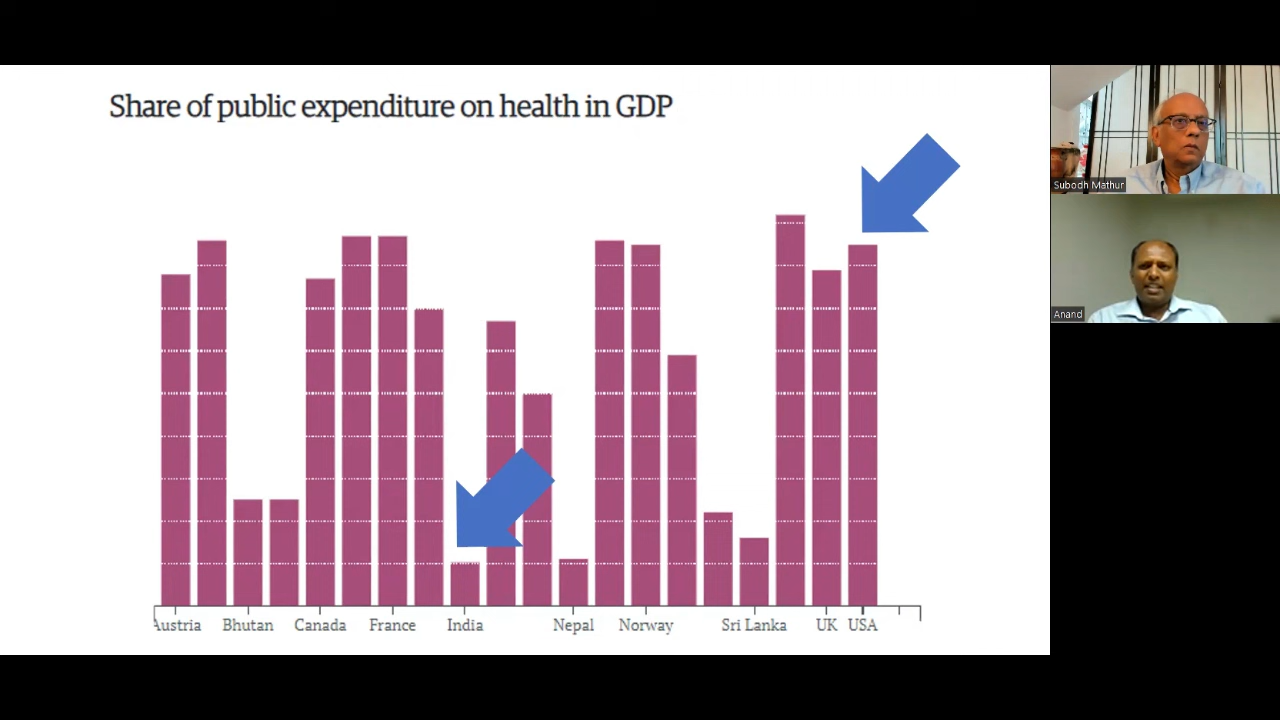 Share of public expenditure on health in GDP
Subodh Mathur
Anand
Austria Bhutan Canada France India Nepal Norway Sri Lanka UK USA